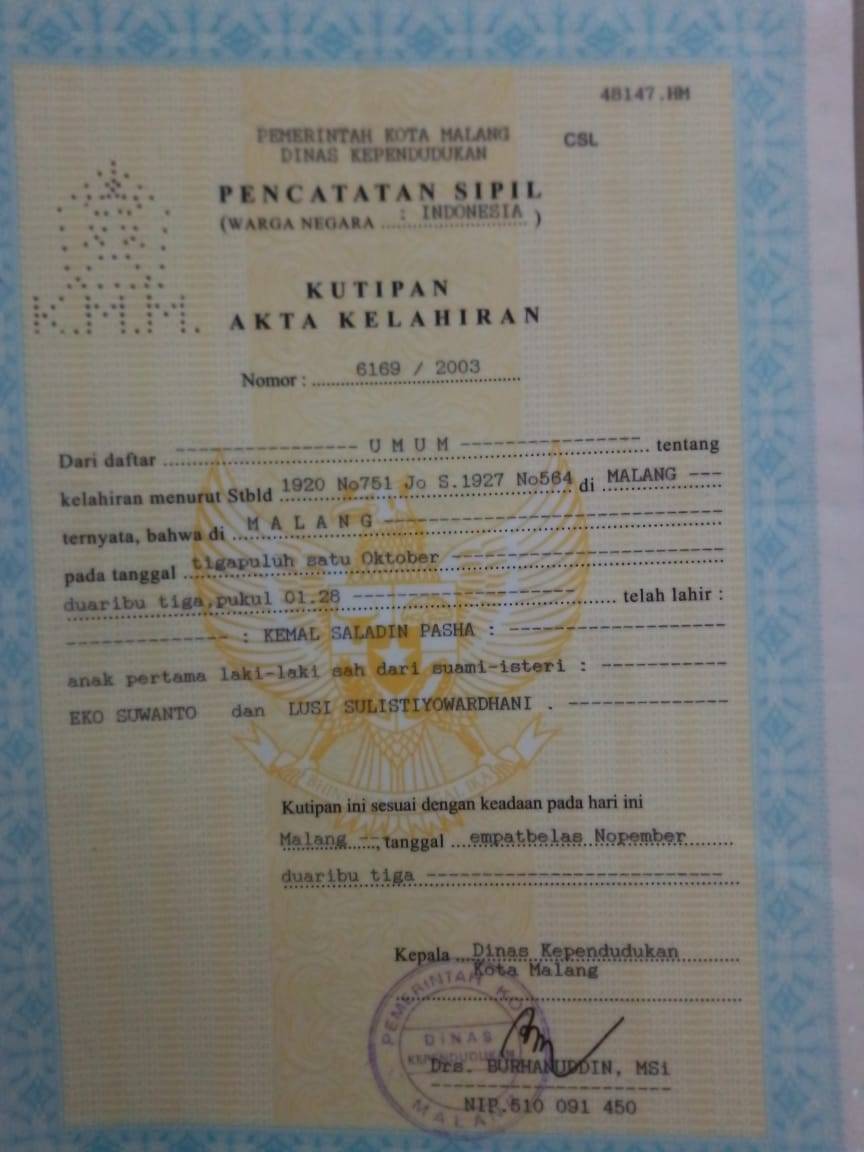 48147.HM
PEMERINTAH KOTA MALANG CSL
DINAS KEPENDUDUKAN
PENCATATAN SIPIL
(WARGA NEGARA : INDONESIA )
K.M.M.
KUTIPAN
AKTA KELAHIRAN
Nomor : 6169 / 2003
Dari daftar ---------------- U M U M ---------------- tentang
kelahiran menurut Stbld 1920 No751 Jo S.1927 No564 di MALANG ---
ternyata, bahwa di M A L A N G ------------------------------
pada tanggal tigapuluh satu Oktober ------------------------
duaribu tiga,pukul 01.28 -------------------- telah lahir :
--------------- : KEMAL SALADIN PASHA : --------------------
anak pertama laki-laki sah dari suami-isteri : -----------
EKO SUWANTO dan LUSI SULISTIYOWARDHANI . --------------
Kutipan ini sesuai dengan keadaan pada hari ini
Malang --, tanggal empatbelas Nopember
duaribu tiga --------------------------
Kepala Dinas Kependudukan
Kota Malang
PEMERINTAH KO
DINAS
KEPENDUDUKAN
MALANG
Drs. BURHANUDDIN, MSi
NIP.510 091 450